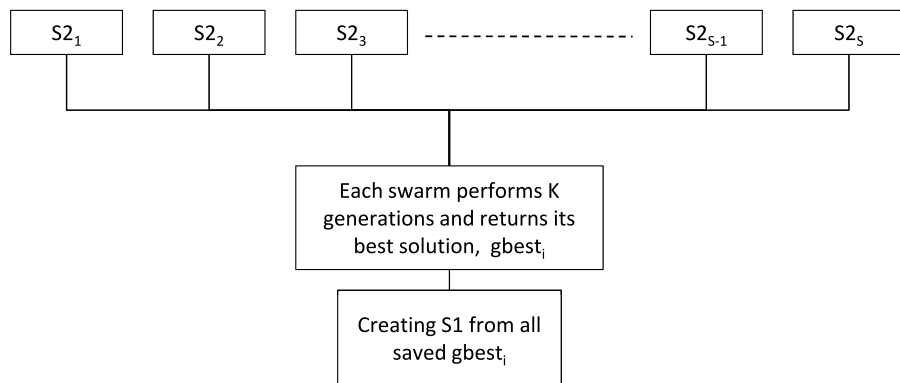 S2₁ S2₂ S2₃ S2S-1 S2S
Each swarm performs K
generations and returns its
best solution, gbestᵢ
Creating S1 from all
saved gbestᵢ